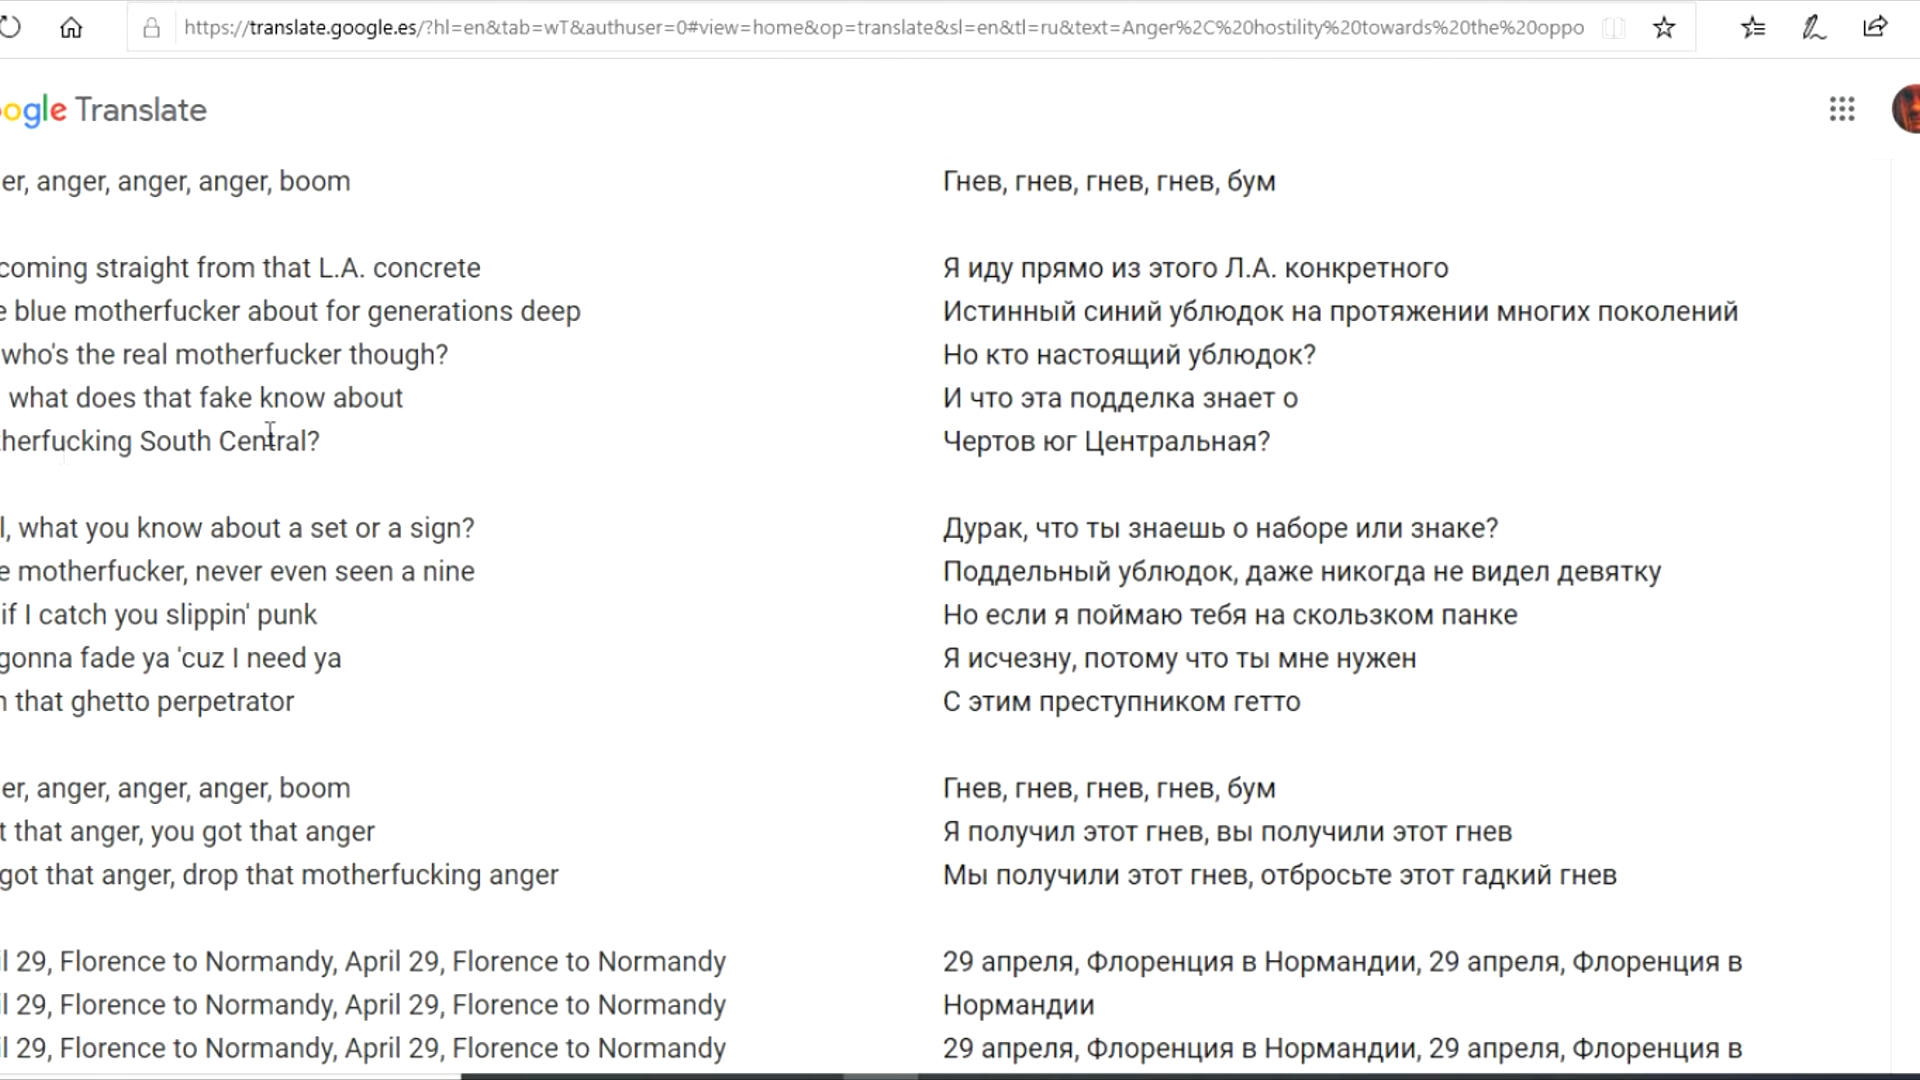 https://translate.google.es/?hl=en&tab=wT&authuser=0#view=home&op=translate&sl=en&tl=ru&text=Anger%2C%20hostility%20towards%20the%20oppo
ogle Translate
er, anger, anger, anger, boom
coming straight from that L.A. concrete
e blue motherfucker about for generations deep
who's the real motherfucker though?
what does that fake know about
herfucking South Central?
l, what you know about a set or a sign?
e motherfucker, never even seen a nine
if I catch you slippin' punk
gonna fade ya 'cuz I need ya
n that ghetto perpetrator
er, anger, anger, anger, boom
t that anger, you got that anger
got that anger, drop that motherfucking anger
il 29, Florence to Normandy, April 29, Florence to Normandy
il 29, Florence to Normandy, April 29, Florence to Normandy
il 29, Florence to Normandy, April 29, Florence to Normandy
Гнев, гнев, гнев, гнев, бум
Я иду прямо из этого Л.А. конкретного
Истинный синий ублюдок на протяжении многих поколений
Но кто настоящий ублюдок?
И что эта подделка знает о
Чертов юг Центральная?
Дурак, что ты знаешь о наборе или знаке?
Поддельный ублюдок, даже никогда не видел девятку
Но если я поймаю тебя на скользком панке
Я исчезну, потому что ты мне нужен
С этим преступником гетто
Гнев, гнев, гнев, гнев, бум
Я получил этот гнев, вы получили этот гнев
Мы получили этот гнев, отбросьте этот гадкий гнев
29 апреля, Флоренция в Нормандии, 29 апреля, Флоренция в
Нормандии
29 апреля, Флоренция в Нормандии, 29 апреля, Флоренция в